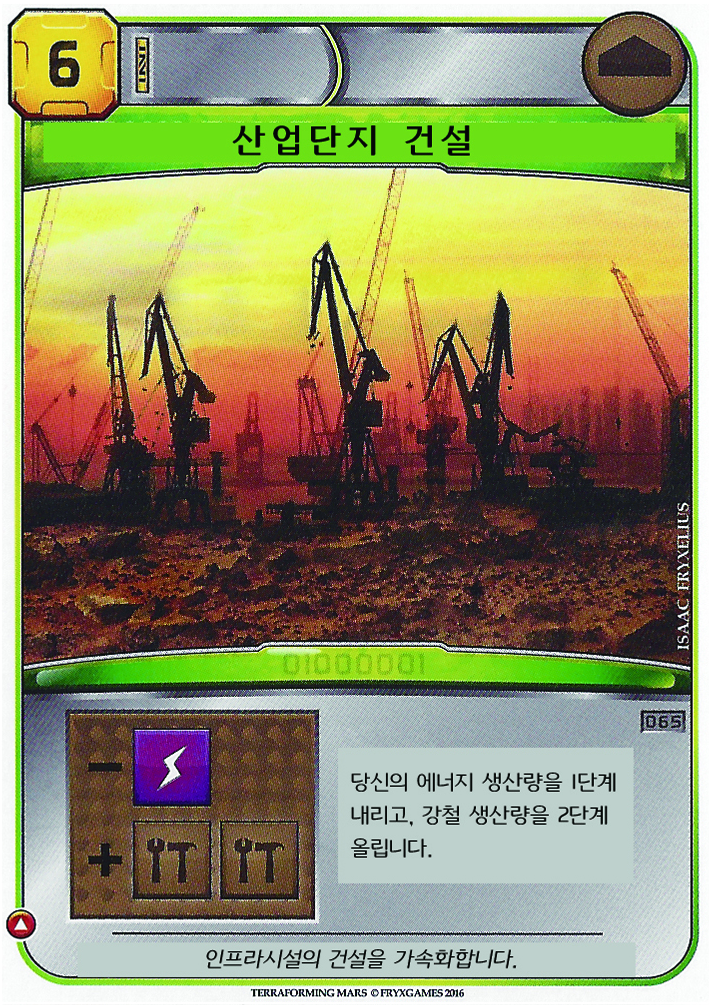 6
INIT
산업단지 건설
ISAAC FRYXELIUS
01000001
065
당신의 에너지 생산량을 1단계
내리고, 강철 생산량을 2단계
올립니다.
인프라시설의 건설을 가속화합니다.
TERRAFORMING MARS © FRYXGAMES 2016